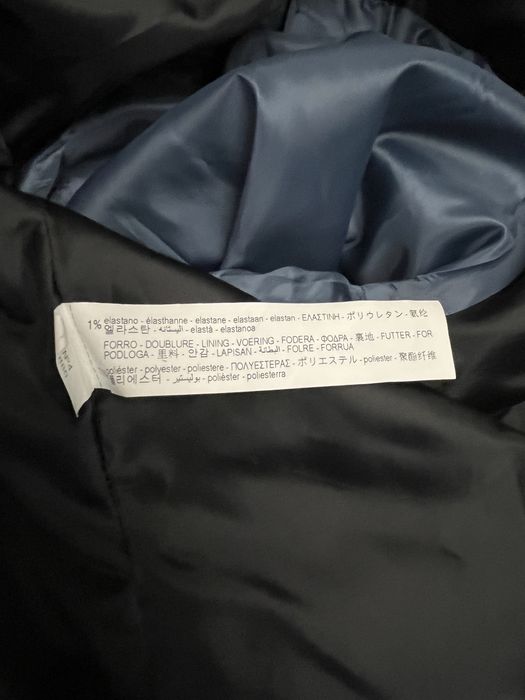 1% elastano - élasthanne - elastane - elastaan - elastan - ΕΛΑΣΤΙΝΗ - ポリウレタン - 氨纶
엘라스탄 - اليستانه - elastà - elastanoa
FORRO - DOUBLURE - LINING - VOERING - FODERA - ΦΟΔΡΑ - 裏地 - FUTTER - FOR
PODLOGA - 里料 - 안감 - LAPISAN - البطانة - FOLRE - FORRUA
poliéster - polyester - poliestere - ΠΟΛΥΕΣΤΕΡΑΣ - ポリエステル - poliester - 聚酯纤维
폴리에스터 - بوليستير - polièster - poliesterra